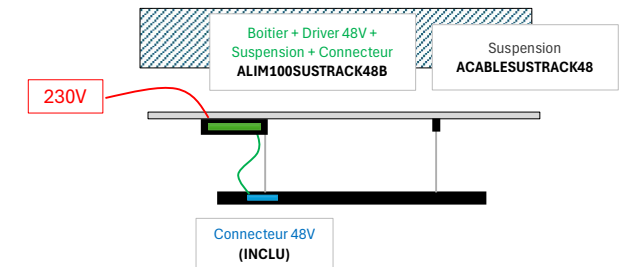 Boitier + Driver 48V +
Suspension + Connecteur
ALIM100SUSTRACK48B
Suspension
ACABLESUSTRACK48
230V
Connecteur 48V
(INCLU)